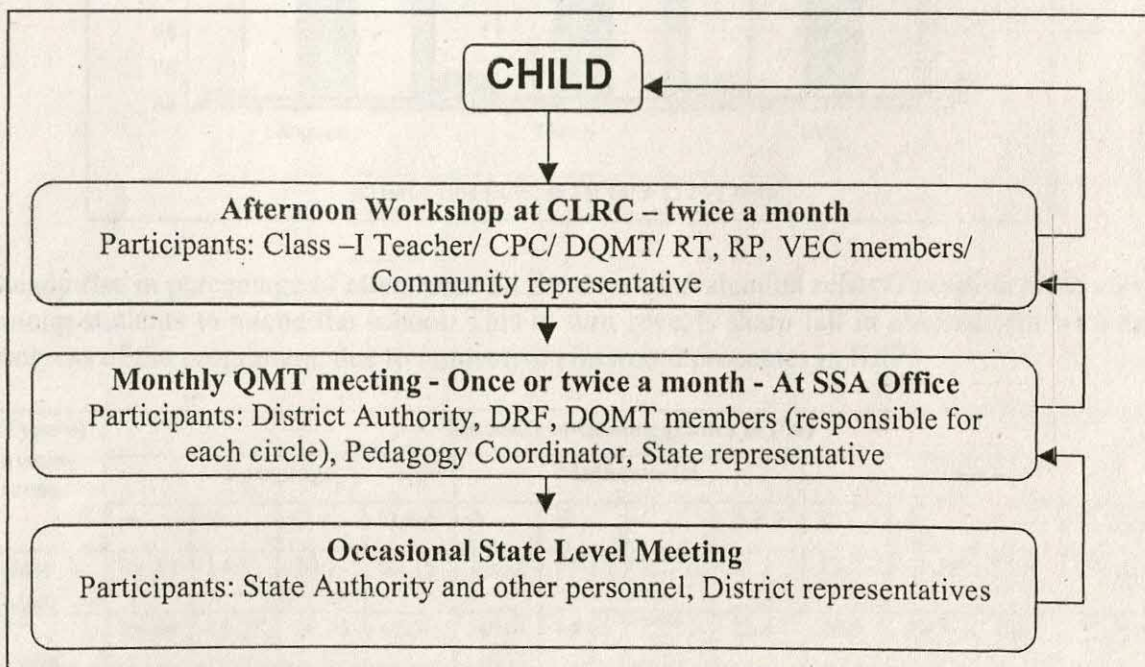 CHILD
Afternoon Workshop at CLRC – twice a month
Participants: Class –I Teacher/ CPC/ DQMT/ RT, RP, VEC members/
Community representative
Monthly QMT meeting - Once or twice a month - At SSA Office
Participants: District Authority, DRF, DQMT members (responsible for
each circle), Pedagogy Coordinator, State representative
Occasional State Level Meeting
Participants: State Authority and other personnel, District representatives